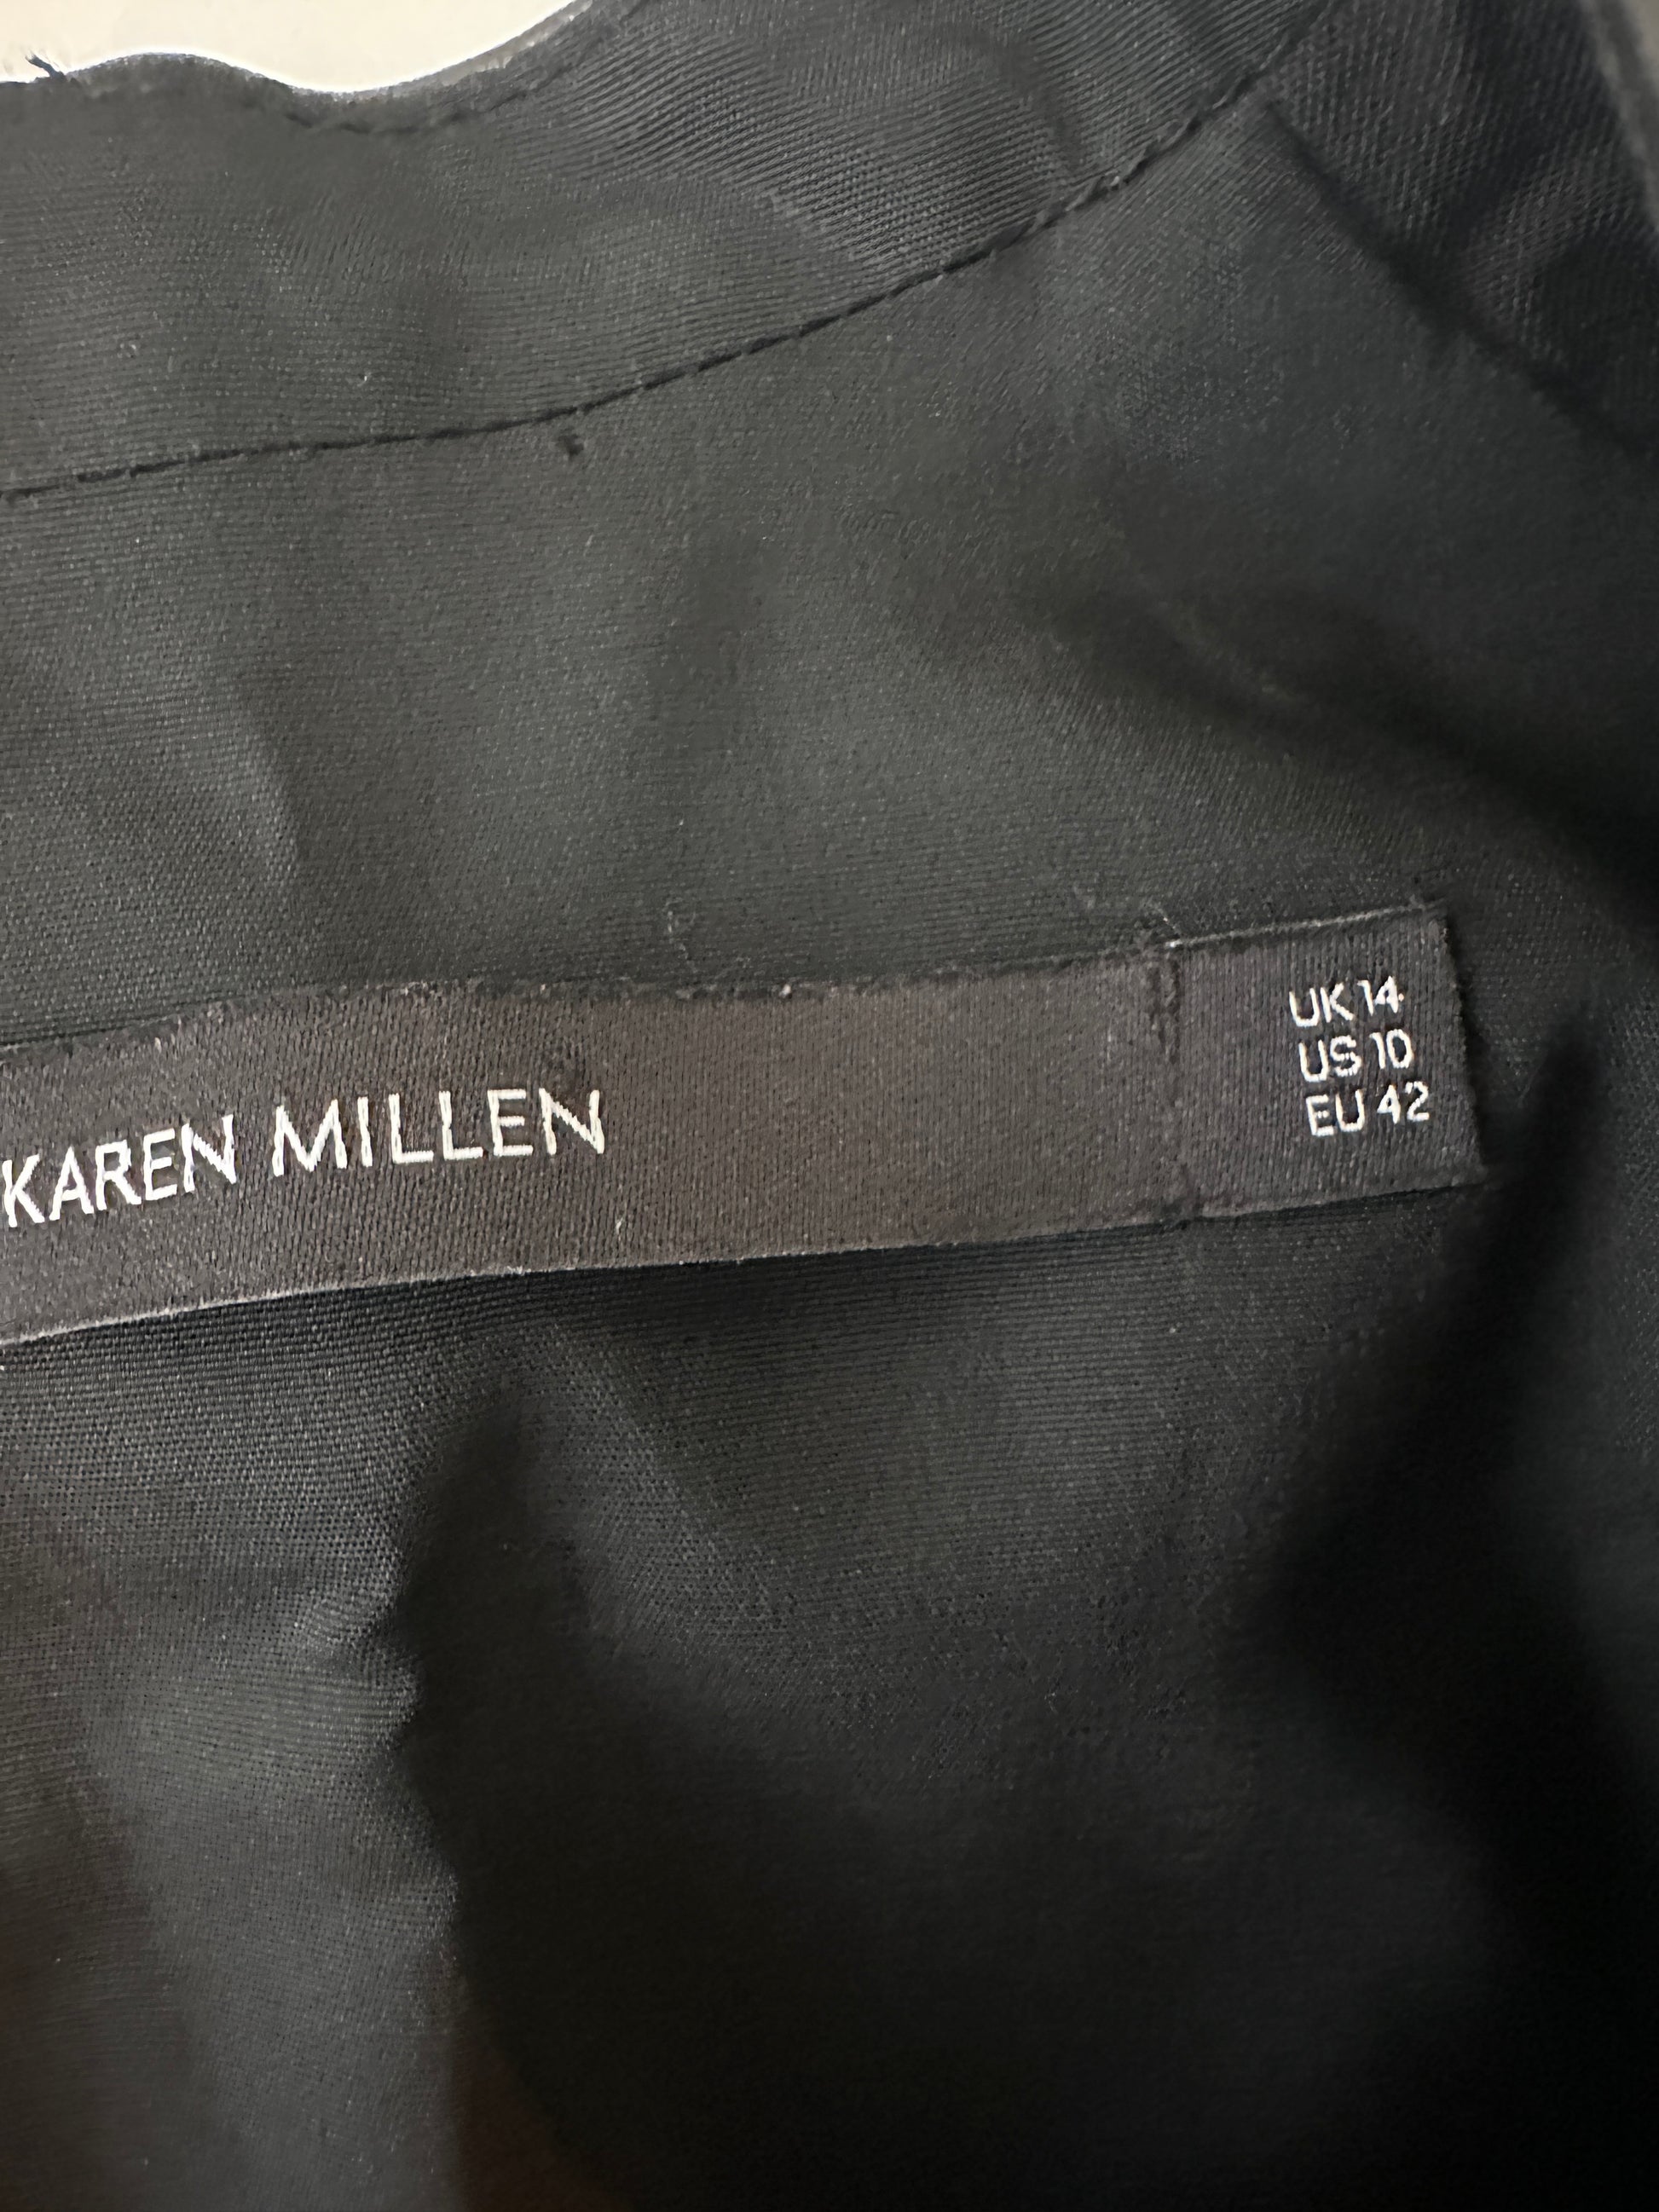 KAREN MILLEN
UK 14
US 10
EU 42